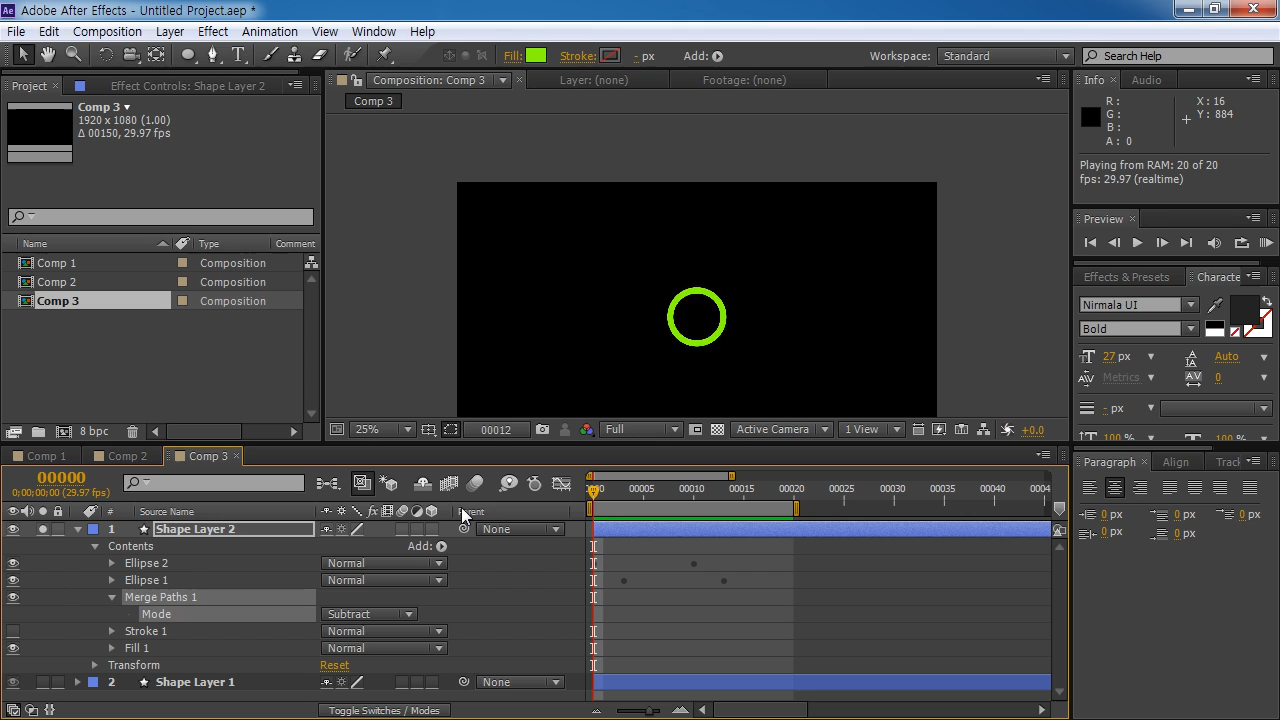 Adobe After Effects - Untitled Project.aep *
File Edit Composition Layer Effect Animation View Window Help
Fill: Stroke: - px Add: Workspace: Standard Search Help
Project Effect Controls: Shape Layer 2 Composition: Comp 3 Layer: (none) Footage: (none) Info Audio
Comp 3
Comp 3
1920 x 1080 (1.00)
Δ 00150, 29.97 fps
R :
G :
B :
A : 0
X : 16
Y : 884
Playing from RAM: 20 of 20
fps: 29.97 (realtime)
Preview
Name Type Comment
Comp 1 Composition
Comp 2 Composition
Comp 3 Composition
Effects & Presets Characte
Nirmala UI
Bold
27 px Auto
Metrics 0
- px
100 % 100 %
8 bpc
25% 00012 Full Active Camera 1 View +0.0
Comp 1 Comp 2 Comp 3
Paragraph Align Track
0 px 0 px 0 px
0 px 0 px
00000
0;00;00;00 (29.97 fps)
00005 00010 00015 00020 00025 00030 00035 00040
# Source Name Parent
1 Shape Layer 2 None
Contents Add:
Ellipse 2 Normal
Ellipse 1 Normal
Merge Paths 1
Mode Subtract
Stroke 1 Normal
Fill 1 Normal
Transform Reset
2 Shape Layer 1 None
Toggle Switches / Modes